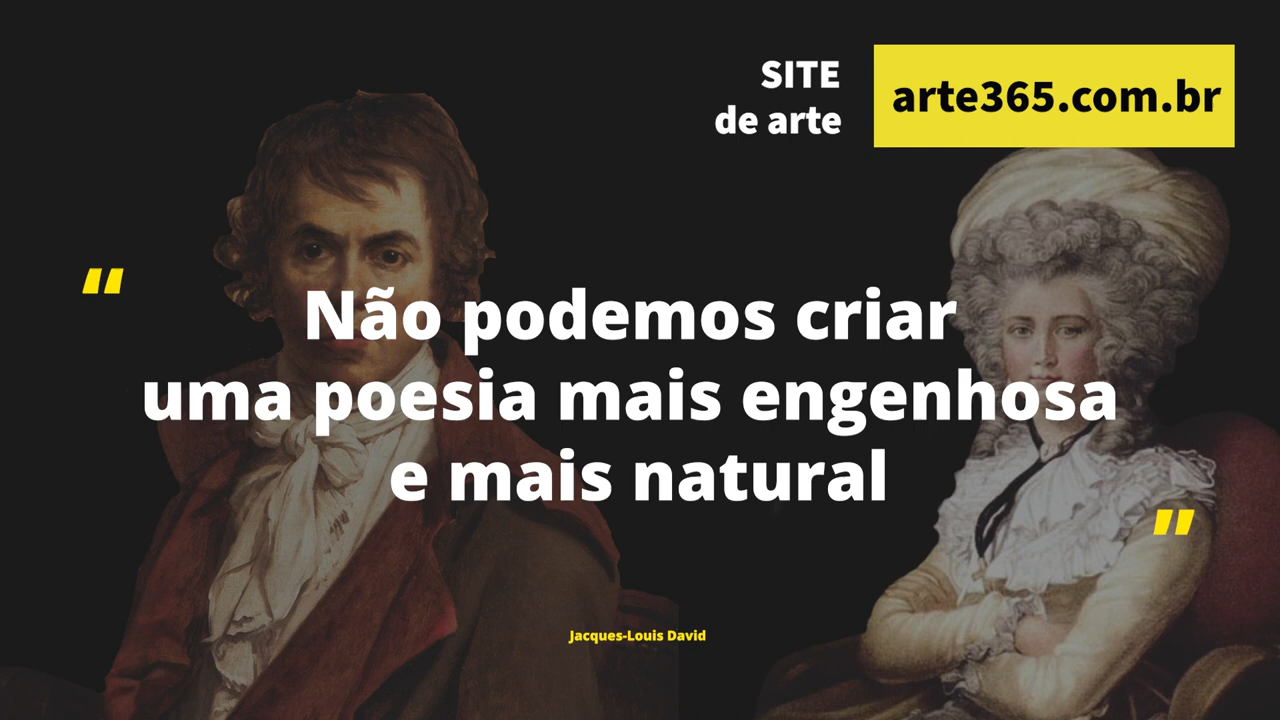 SITE
de arte
arte365.com.br
“
Não podemos criar
uma poesia mais engenhosa
e mais natural
”
Jacques-Louis David